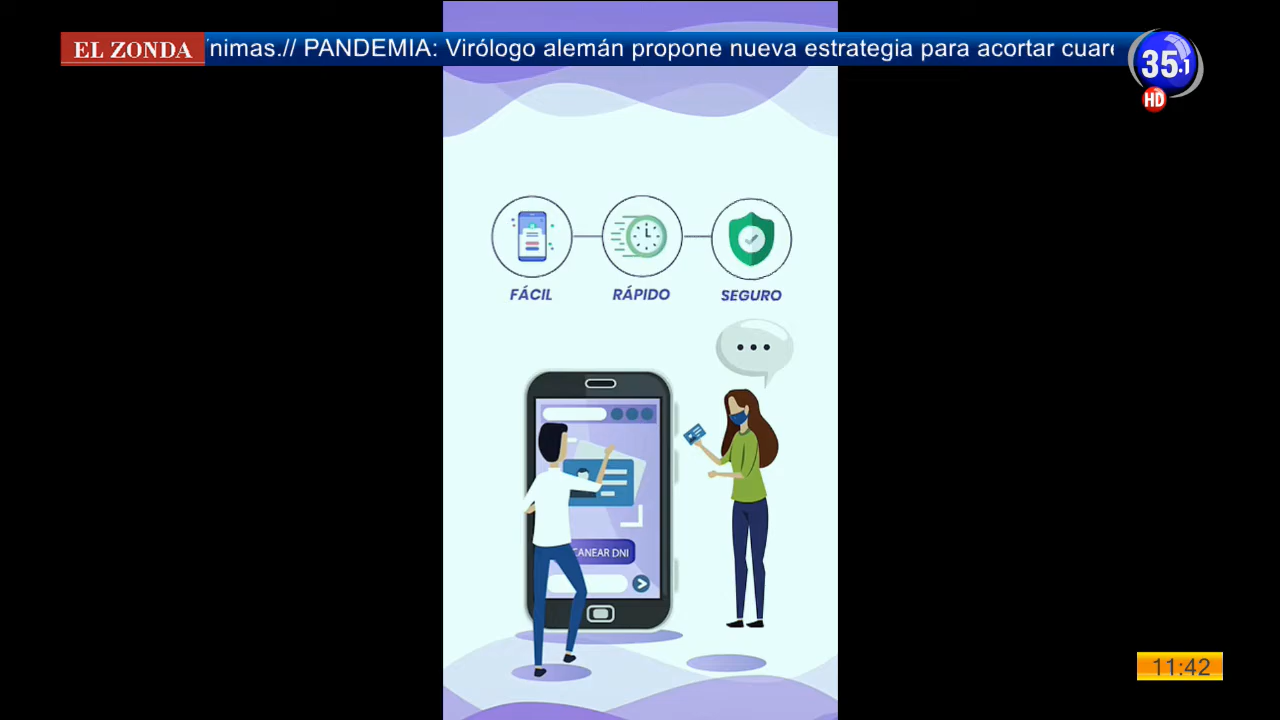 EL ZONDA
nimas.// PANDEMIA: Virólogo alemán propone nueva estrategia para acortar
35.1
HD
FÁCIL
RÁPIDO
SEGURO
CANEAR DNI
11:42